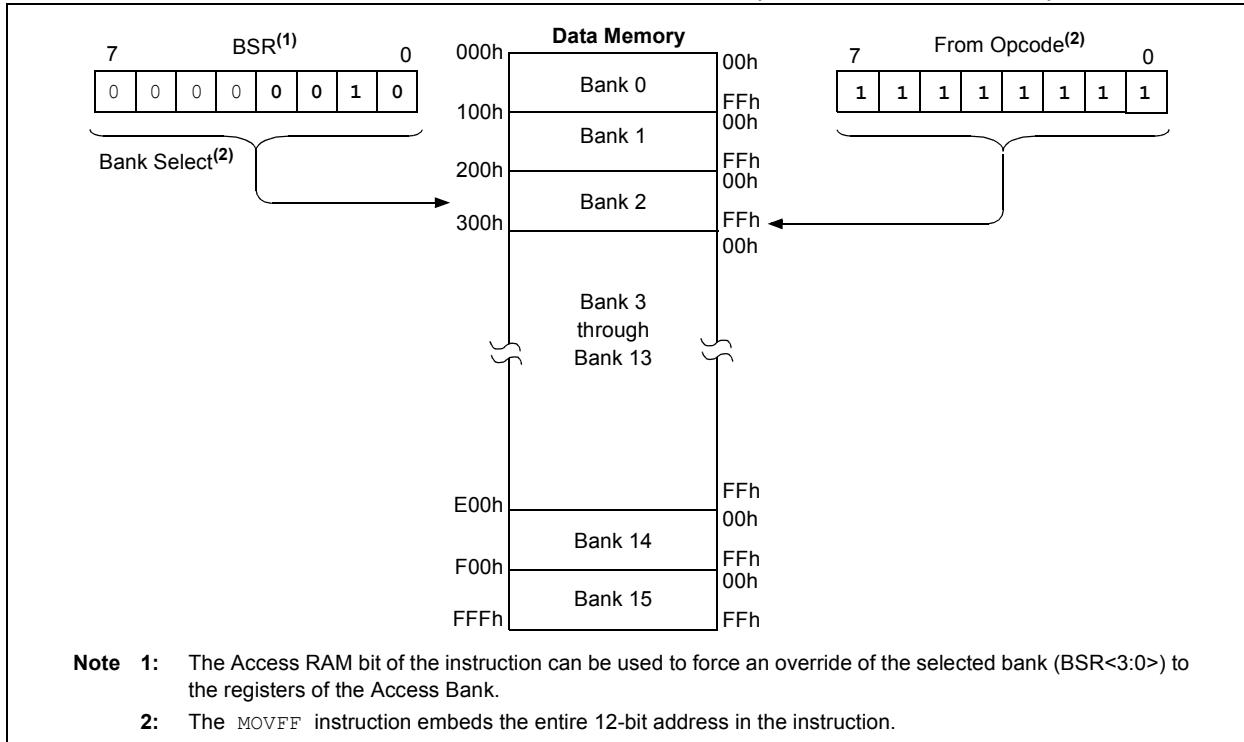 Data Memory
7 BSR(1) 0
0 0 0 0 0 0 1 0
Bank Select(2)
7 From Opcode(2) 0
1 1 1 1 1 1 1 1
000h 00h
Bank 0
FFh
100h 00h
Bank 1
FFh
200h 00h
Bank 2
300h FFh
00h
Bank 3
through
Bank 13
FFh
E00h 00h
Bank 14
FFh
F00h 00h
Bank 15
FFFh FFh
Note 1: The Access RAM bit of the instruction can be used to force an override of the selected bank (BSR<3:0>) to
the registers of the Access Bank.
2: The MOVFF instruction embeds the entire 12-bit address in the instruction.